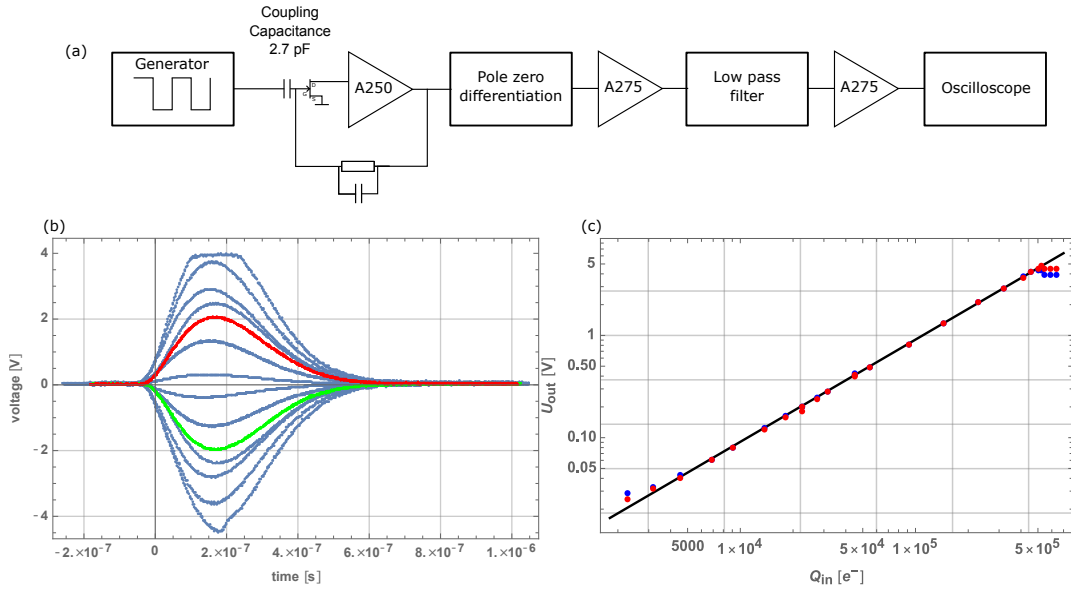 Coupling
Capacitance
2.7 pF
(a)
Generator
A250
D
G
S
Pole zero
differentiation
A275
Low pass
filter
A275
Oscilloscope
(b)
4
2
0
-2
-4
voltage [V]
-2.×10⁻⁷
0
2.×10⁻⁷
4.×10⁻⁷
6.×10⁻⁷
8.×10⁻⁷
1.×10⁻⁶
time [s]
(c)
5
1
0.50
0.10
0.05
Uout [V]
5000
1×10⁴
5×10⁴
1×10⁵
5×10⁵
Qin [e⁻]